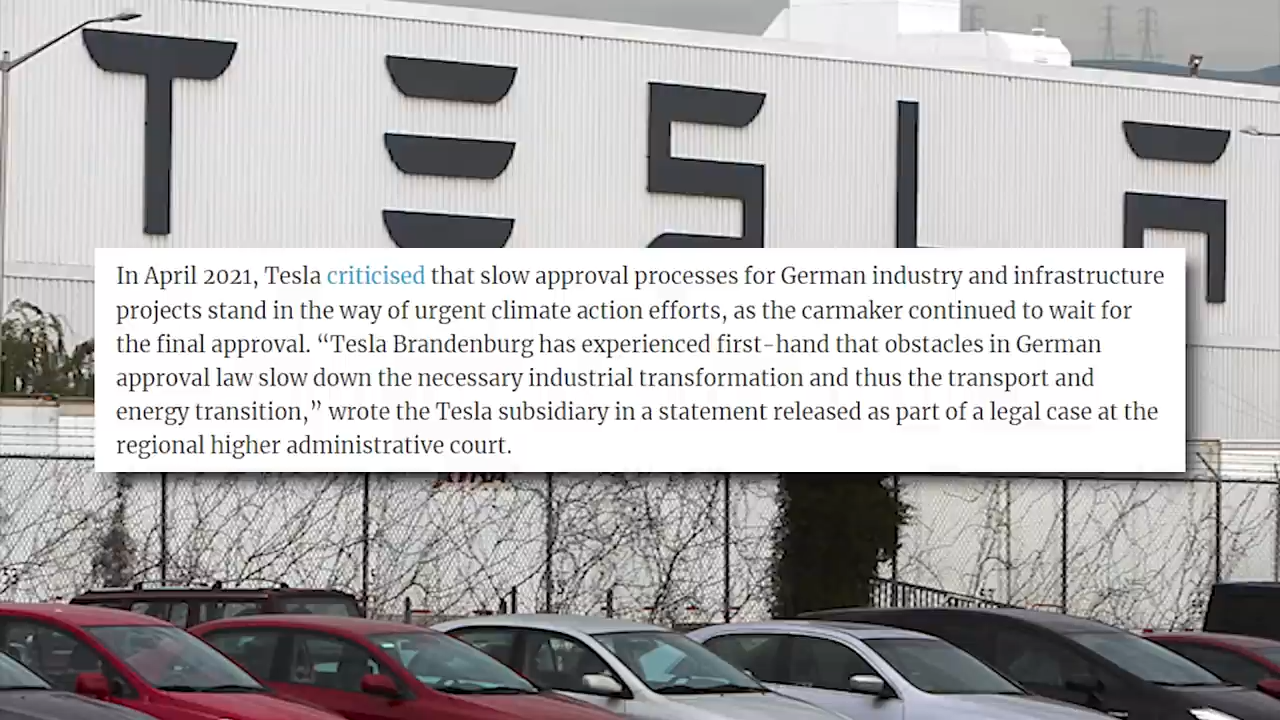 TESLA
In April 2021, Tesla criticised that slow approval processes for German industry and infrastructure
projects stand in the way of urgent climate action efforts, as the carmaker continued to wait for
the final approval. “Tesla Brandenburg has experienced first-hand that obstacles in German
approval law slow down the necessary industrial transformation and thus the transport and
energy transition,” wrote the Tesla subsidiary in a statement released as part of a legal case at the
regional higher administrative court.